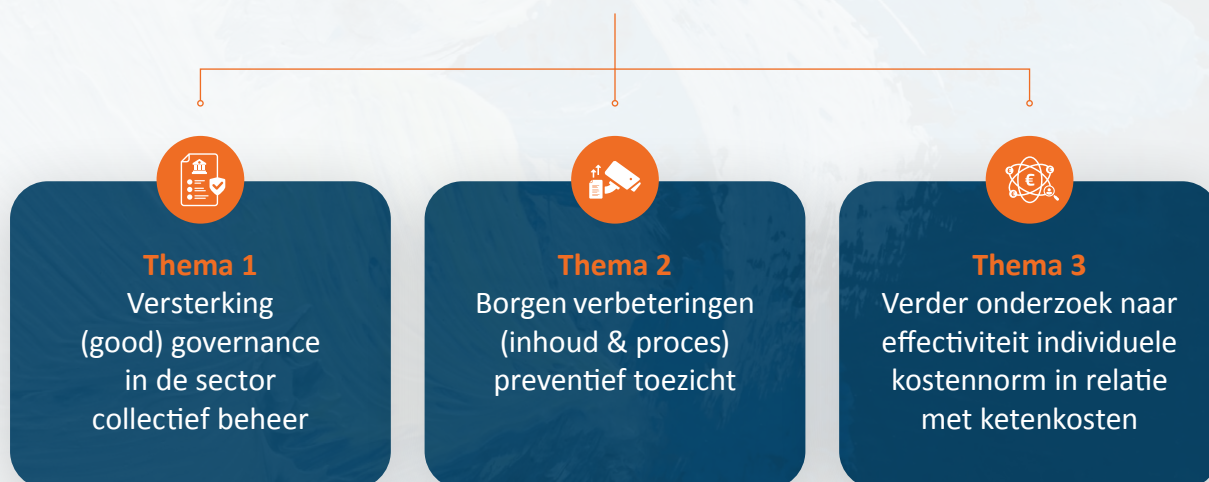 Thema 1
Versterking
(good) governance
in de sector
collectief beheer
Thema 2
Borgen verbeteringen
(inhoud & proces)
preventief toezicht
Thema 3
Verder onderzoek naar
effectiviteit individuele
kostennorm in relatie
met ketenkosten